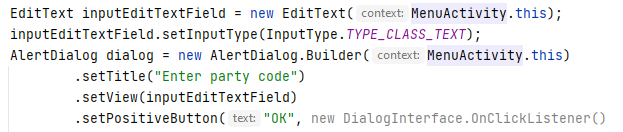 EditText inputEditTextField = new EditText( context: MenuActivity.this);
inputEditTextField.setInputType(InputType.TYPE_CLASS_TEXT);
AlertDialog dialog = new AlertDialog.Builder( context: MenuActivity.this)
.setTitle("Enter party code")
.setView(inputEditTextField)
.setPositiveButton( text: "OK", new DialogInterface.OnClickListener()